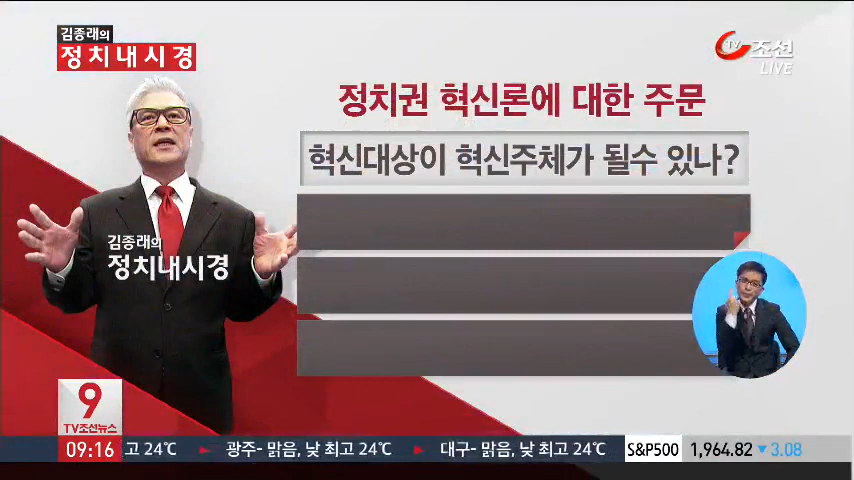 김종래의
정치내시경
TV조선
LIVE
정치권 혁신론에 대한 주문
혁신대상이 혁신주체가 될수 있나?
김종래의
정치내시경
9
TV조선뉴스
09:16 고 24℃ ► 광주- 맑음, 낮 최고 24℃ ► 대구- 맑음, 낮 최고 24℃ S&P500 1,964.82 ▼3.08